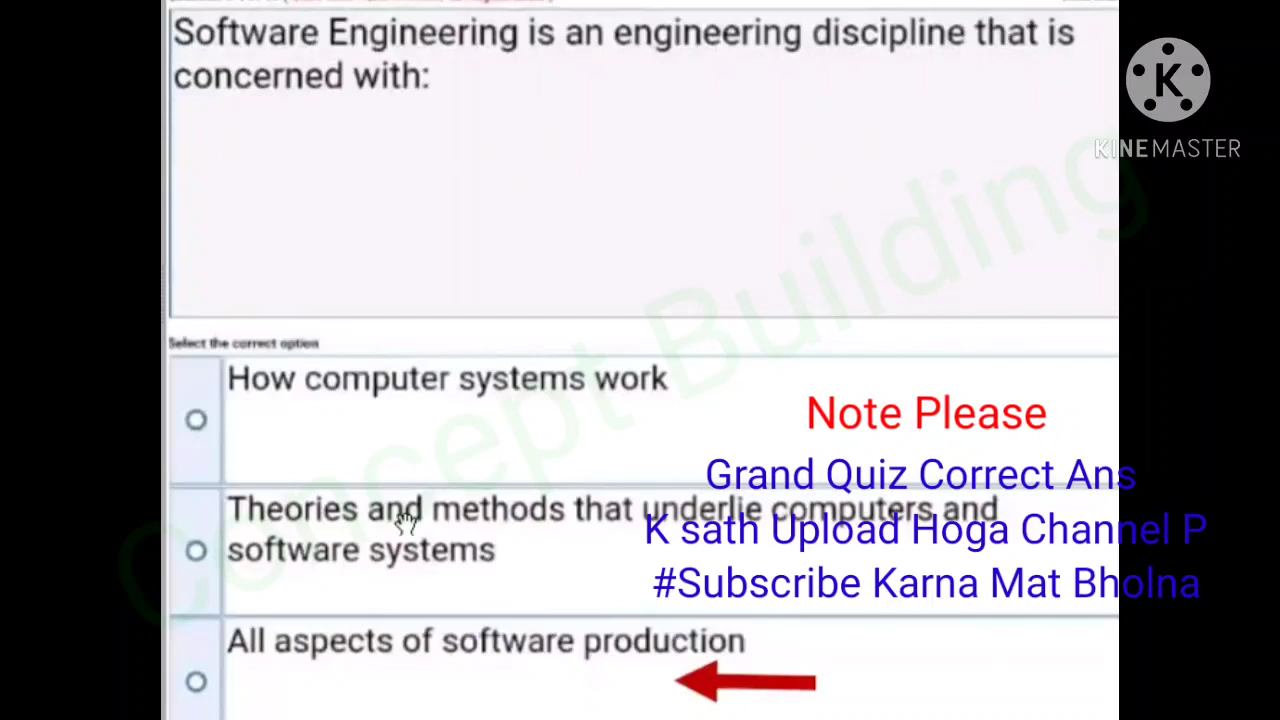 Software Engineering is an engineering discipline that is
concerned with:
K
KINEMASTER
Concept Building
Select the correct option
How computer systems work
Note Please
Grand Quiz Correct Ans
Theories and methods that underlie computers and
K sath Upload Hoga Channel P
software systems
#Subscribe Karna Mat Bholna
All aspects of software production